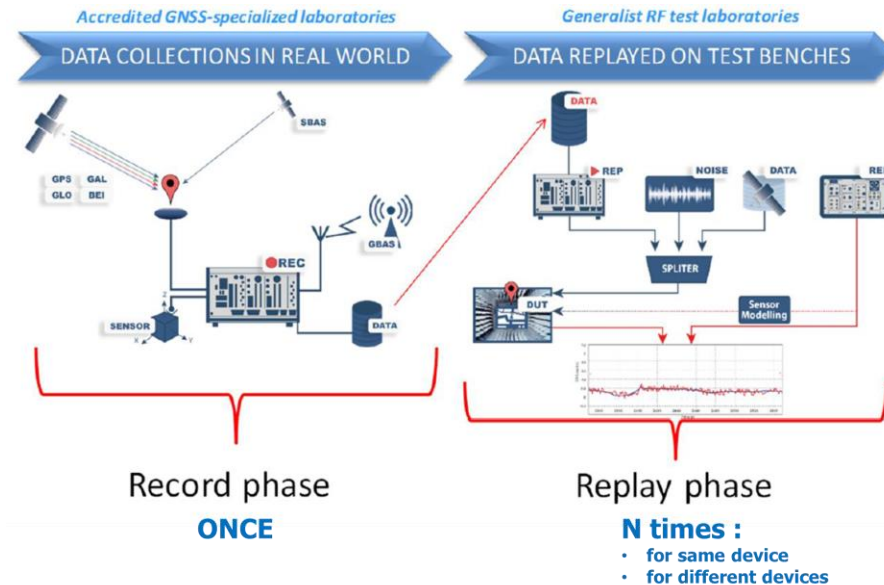 Accredited GNSS-specialized laboratories
DATA COLLECTIONS IN REAL WORLD
SBAS
GPS GAL
GLO BEI
REC
GBAS
SENSOR
Z
X
Y
DATA
Record phase
ONCE
Generalist RF test laboratories
DATA REPLAYED ON TEST BENCHES
DATA
REP
NOISE
DATA
SPLITER
DUT
Sensor
Modelling
Replay phase
N times :
• for same device
• for different devices